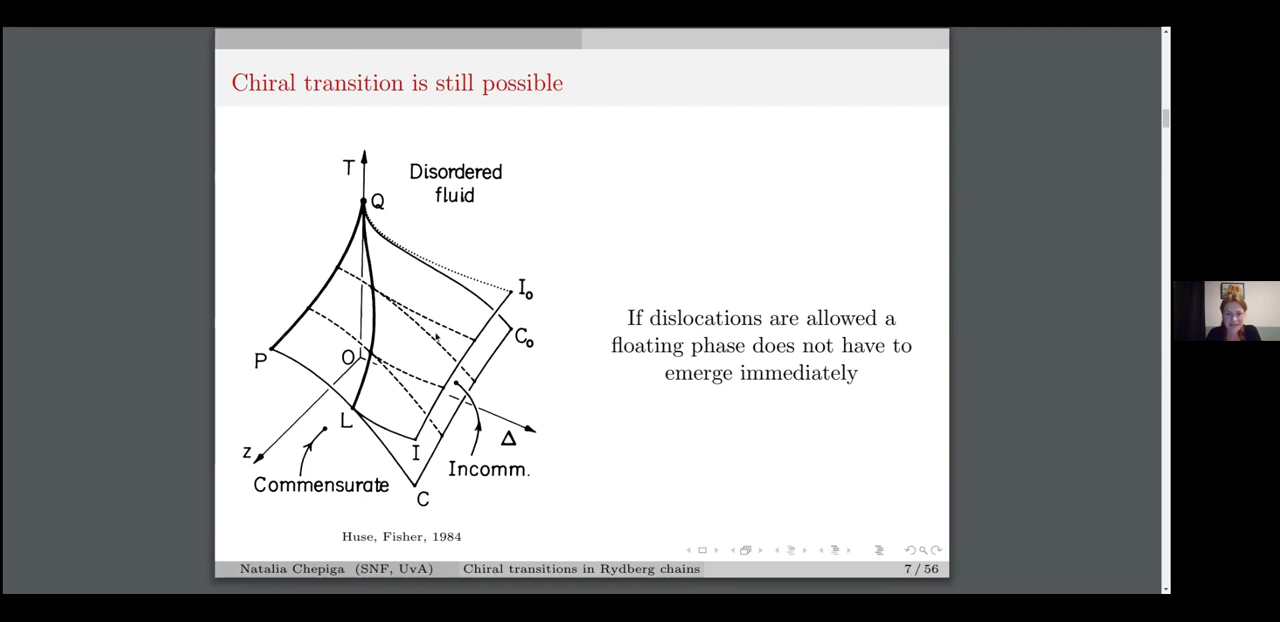 Chiral transition is still possible
T
Disordered
fluid
Q
I₀
C₀
P
O
L
I
Δ
z
Commensurate
Incomm.
C
If dislocations are allowed a
floating phase does not have to
emerge immediately
Huse, Fisher, 1984
Natalia Chepiga (SNF, UvA) Chiral transitions in Rydberg chains 7 / 56